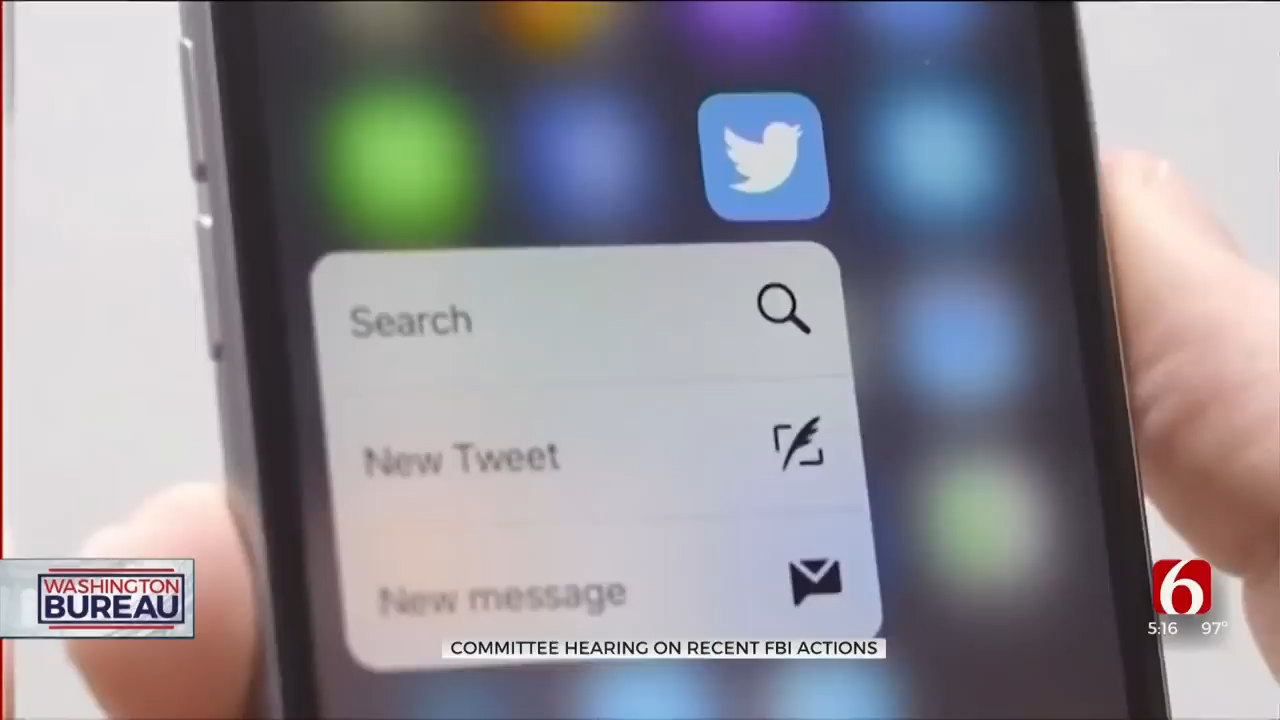 Search
New Tweet
New message
WASHINGTON
BUREAU
6
5:16 97°
COMMITTEE HEARING ON RECENT FBI ACTIONS